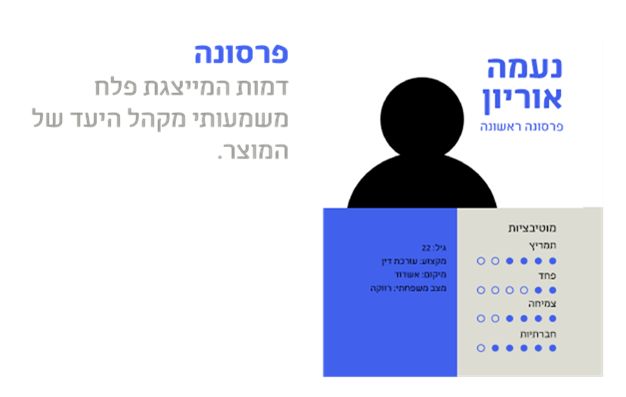 פרסונה
דמות המייצגת פלח
משמעותי מקהל היעד של
המוצר.
נעמה
אוריון
פרסונה ראשונה
מוטיבציות
תמריץ
פחד
צמיחה
חברתיות
גיל: 22
מקצוע: עורכת דין
מיקום: אשדוד
מצב משפחתי: רווקה